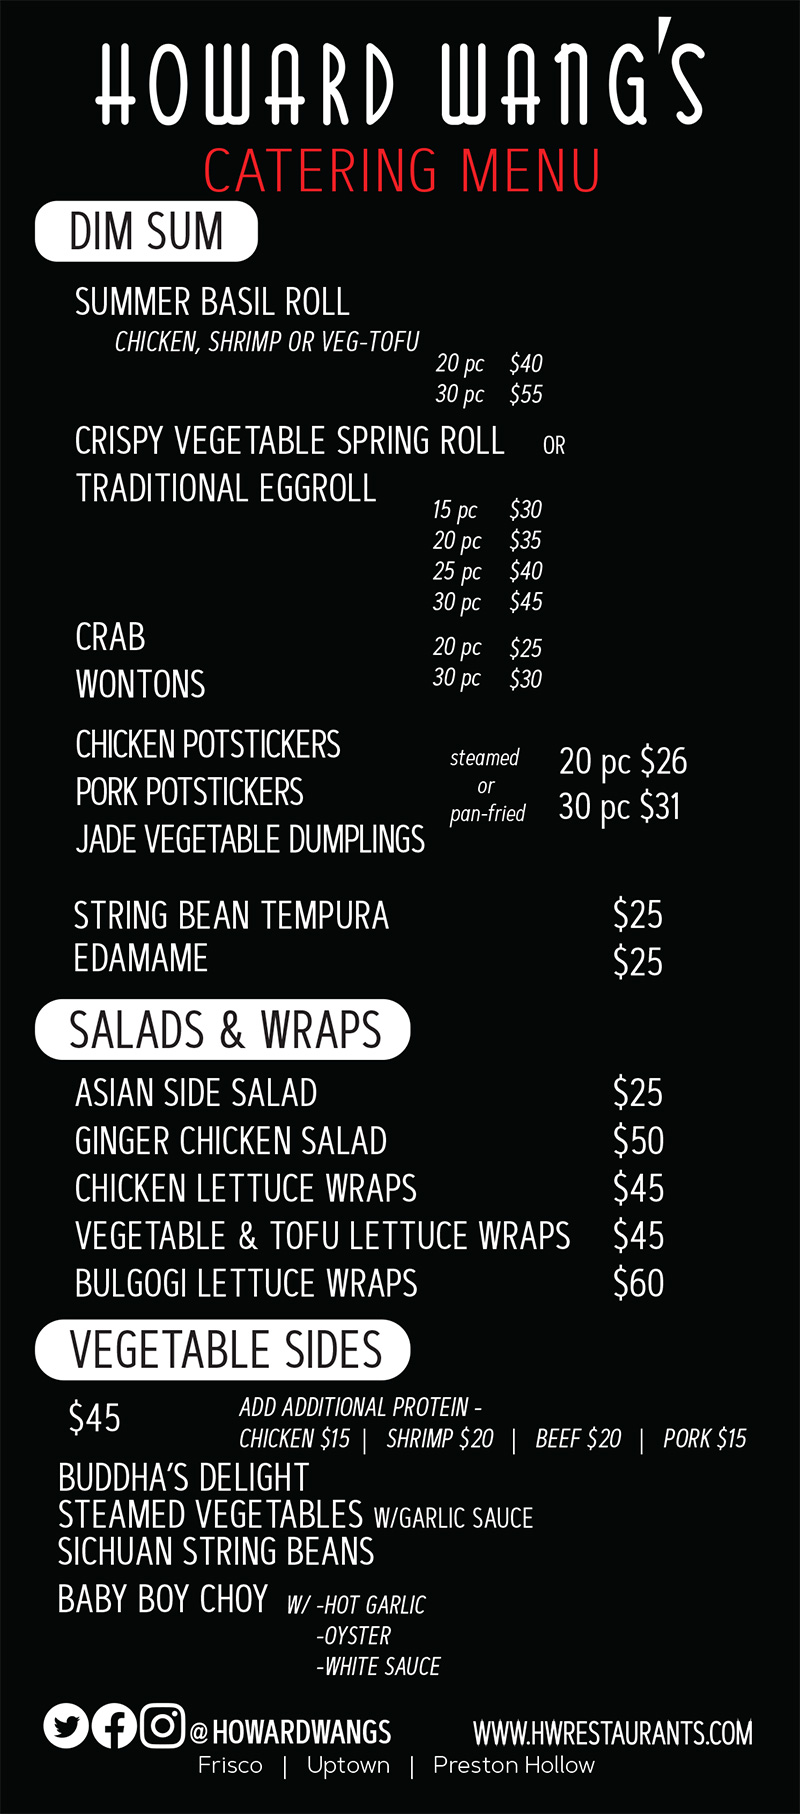 HOWARD WANG'S
CATERING MENU
DIM SUM
SUMMER BASIL ROLL
CHICKEN, SHRIMP OR VEG-TOFU
20 pc $40
30 pc $55
CRISPY VEGETABLE SPRING ROLL OR
TRADITIONAL EGGROLL
15 pc $30
20 pc $35
25 pc $40
30 pc $45
CRAB
WONTONS
20 pc $25
30 pc $30
CHICKEN POTSTICKERS
PORK POTSTICKERS
JADE VEGETABLE DUMPLINGS
steamed
or
pan-fried
20 pc $26
30 pc $31
STRING BEAN TEMPURA $25
EDAMAME $25
SALADS & WRAPS
ASIAN SIDE SALAD $25
GINGER CHICKEN SALAD $50
CHICKEN LETTUCE WRAPS $45
VEGETABLE & TOFU LETTUCE WRAPS $45
BULGOGI LETTUCE WRAPS $60
VEGETABLE SIDES
$45
ADD ADDITIONAL PROTEIN -
CHICKEN $15 | SHRIMP $20 | BEEF $20 | PORK $15
BUDDHA'S DELIGHT
STEAMED VEGETABLES W/GARLIC SAUCE
SICHUAN STRING BEANS
BABY BOY CHOY W/ -HOT GARLIC
-OYSTER
-WHITE SAUCE
@HOWARDWANGS WWW.HWRESTAURANTS.COM
Frisco | Uptown | Preston Hollow